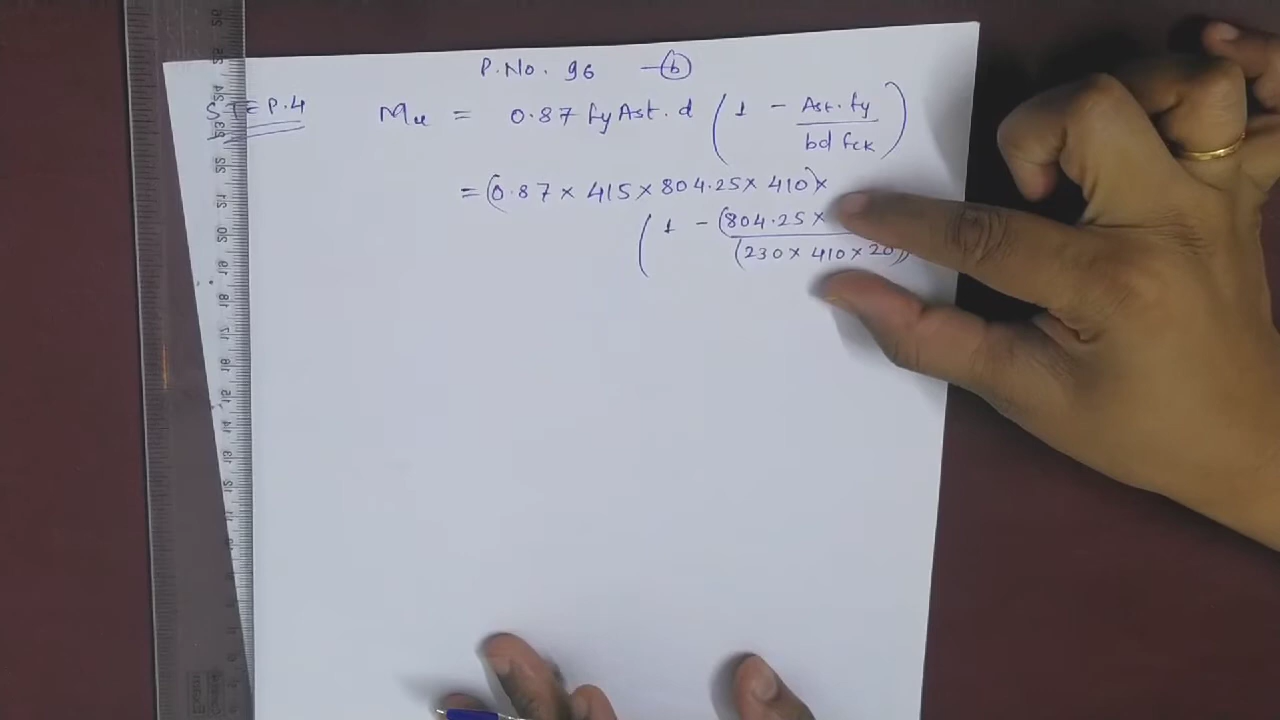 P.No. 96 - b
STEP.4 Mu = 0.87 fy Ast. d ( 1 - Ast. fy / bd fck )
= (0.87 × 415 × 804.25 × 410) ×
( 1 - (804.25 × / (230 × 410 × 20) )